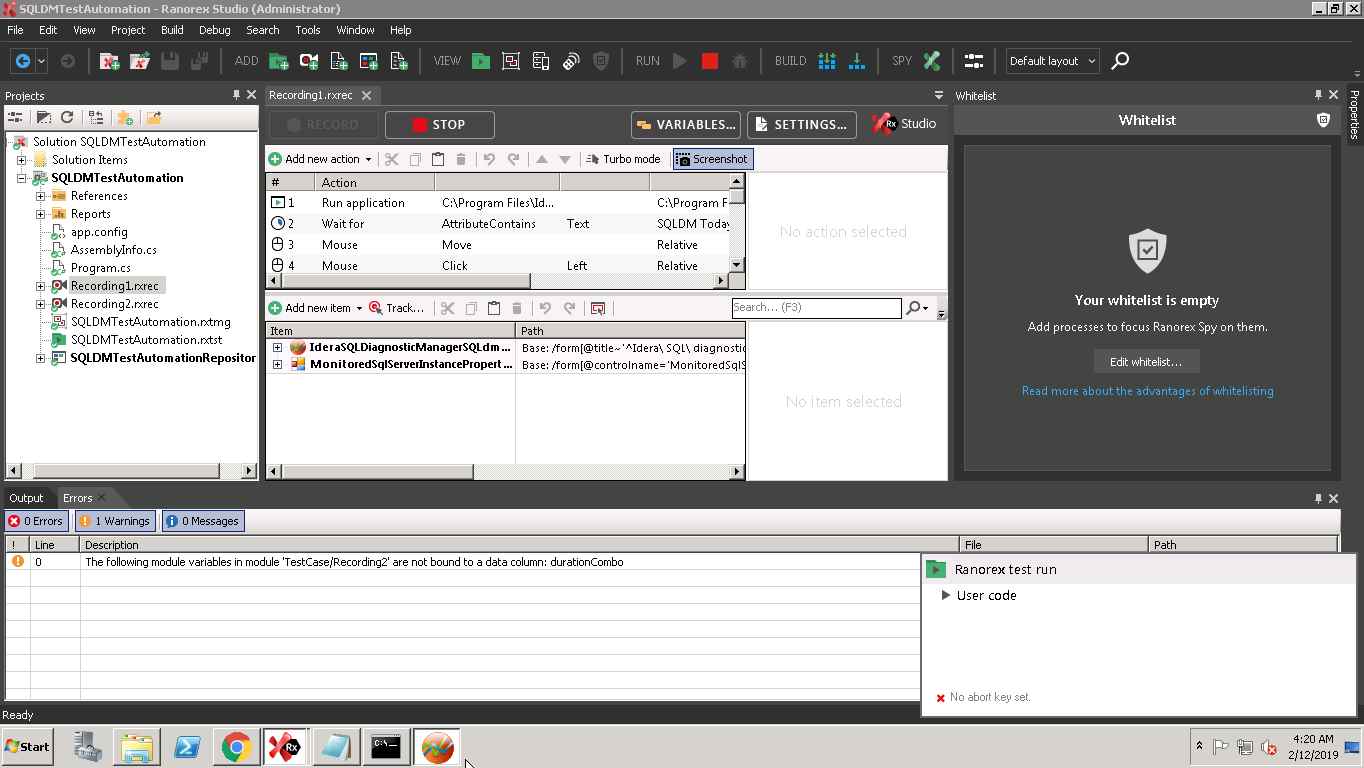 SQLDMTestAutomation - Ranorex Studio (Administrator)
File Edit View Project Build Debug Search Tools Window Help
ADD VIEW RUN BUILD SPY Default layout
Projects
Solution SQLDMTestAutomation
Solution Items
SQLDMTestAutomation
References
Reports
app.config
AssemblyInfo.cs
Program.cs
Recording1.rxrec
Recording2.rxrec
SQLDMTestAutomation.rxtmg
SQLDMTestAutomation.rxtst
SQLDMTestAutomationRepositor
Recording1.rxrec
RECORD STOP VARIABLES... SETTINGS... Rx Studio
Add new action Turbo mode Screenshot
# Action
1 Run application C:\Program Files\Id... C:\Program F
2 Wait for AttributeContains Text SQLDM Today
3 Mouse Move Relative
4 Mouse Click Left Relative
No action selected
Add new item Track... Search... (F3)
Item Path
IderaSQLDiagnosticManagerSQLdm... Base: /form[@title~'^Idera\ SQL\ diagnostic
MonitoredSqlServerInstancePropert... Base: /form[@controlname='MonitoredSqlS
No item selected
Whitelist
Whitelist
Your whitelist is empty
Add processes to focus Ranorex Spy on them.
Edit whitelist...
Read more about the advantages of whitelisting
Properties
Output Errors
0 Errors 1 Warnings 0 Messages
! Line Description File Path
0 The following module variables in module 'TestCase/Recording2' are not bound to a data column: durationCombo
Ranorex test run
User code
No abort key set.
Ready
Start Rx C:\_ 4:20 AM
2/12/2019